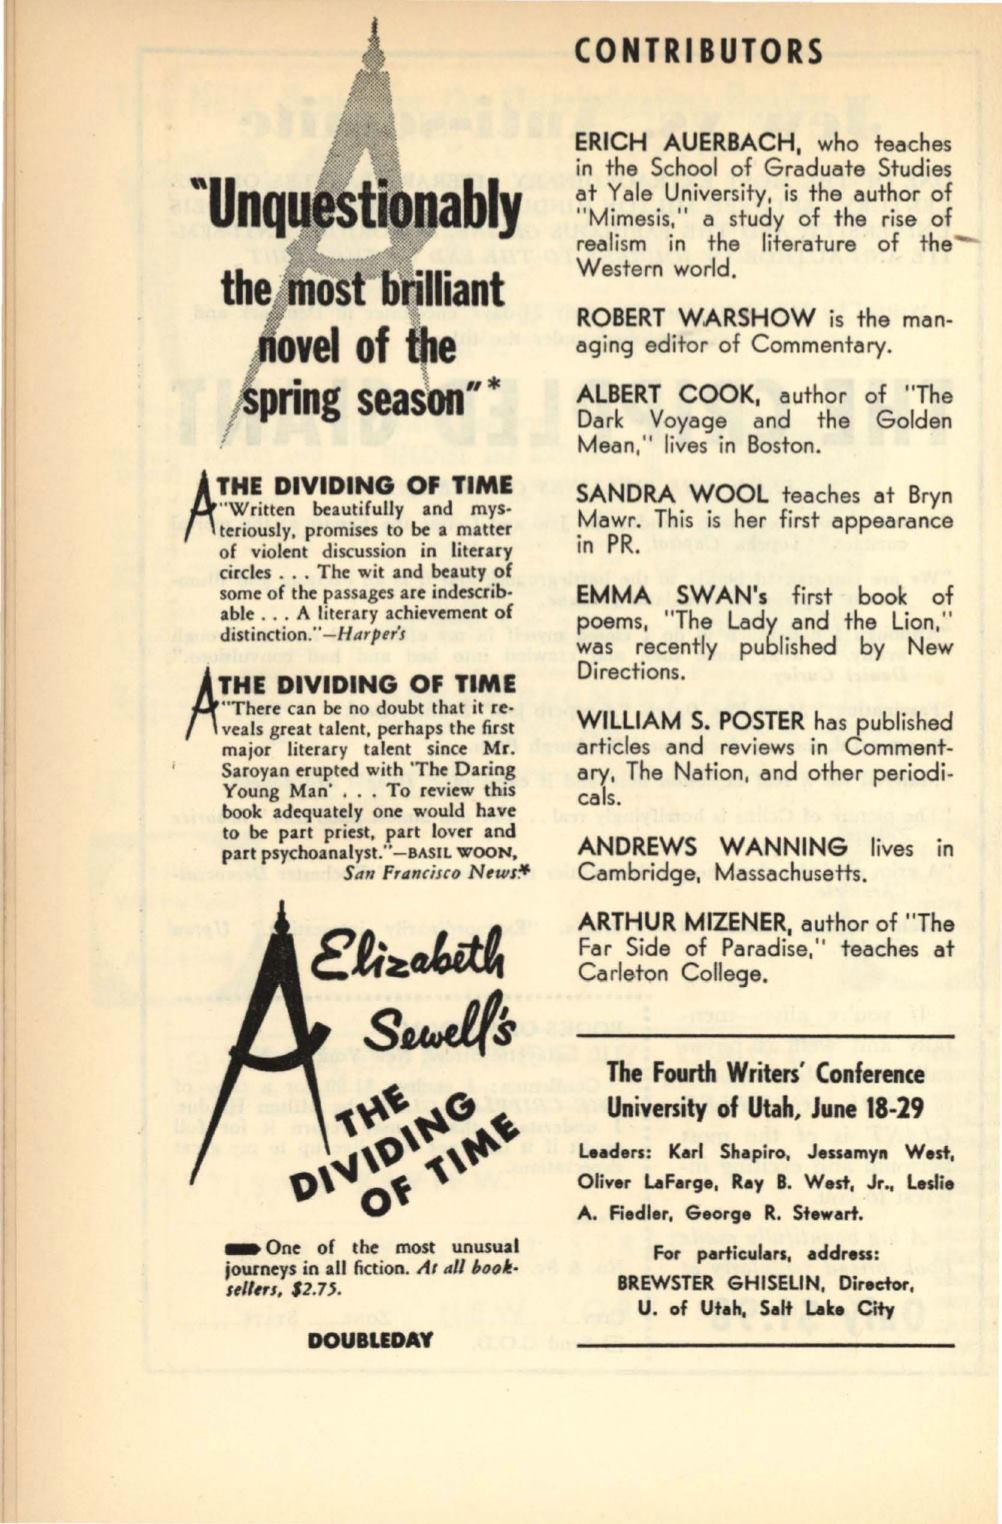 "Unquestionably
the most brilliant
novel of the
spring season"*
THE DIVIDING OF TIME
"Written beautifully and mys-
teriously, promises to be a matter
of violent discussion in literary
circles . . . The wit and beauty of
some of the passages are indescrib-
able . . . A literary achievement of
distinction."—Harper's
THE DIVIDING OF TIME
"There can be no doubt that it re-
veals great talent, perhaps the first
major literary talent since Mr.
Saroyan erupted with 'The Daring
Young Man' . . . To review this
book adequately one would have
to be part priest, part lover and
part psychoanalyst."—BASIL WOON,
San Francisco News*
Elizabeth
Sewell's
THE
DIVIDING
OF TIME
One of the most unusual
journeys in all fiction. At all book-
sellers, $2.75.
DOUBLEDAY
CONTRIBUTORS
ERICH AUERBACH, who teaches
in the School of Graduate Studies
at Yale University, is the author of
"Mimesis," a study of the rise of
realism in the literature of the
Western world.
ROBERT WARSHOW is the man-
aging editor of Commentary.
ALBERT COOK, author of "The
Dark Voyage and the Golden
Mean," lives in Boston.
SANDRA WOOL teaches at Bryn
Mawr. This is her first appearance
in PR.
EMMA SWAN's first book of
poems, "The Lady and the Lion,"
was recently published by New
Directions.
WILLIAM S. POSTER has published
articles and reviews in Comment-
ary, The Nation, and other periodi-
cals.
ANDREWS WANNING lives in
Cambridge, Massachusetts.
ARTHUR MIZENER, author of "The
Far Side of Paradise," teaches at
Carleton College.
The Fourth Writers' Conference
University of Utah, June 18-29
Leaders: Karl Shapiro, Jessamyn West,
Oliver LaFarge, Ray B. West, Jr., Leslie
A. Fiedler, George R. Stewart.
For particulars, address:
BREWSTER GHISELIN, Director,
U. of Utah, Salt Lake City